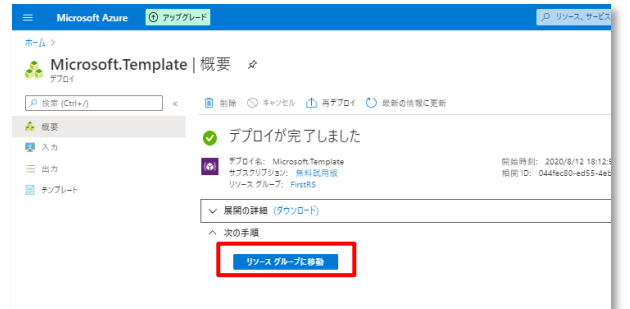 Microsoft Azure
アップグレード
リソース、サービス
ホーム >
Microsoft.Template | 概要
デプロイ
検索 (Ctrl+/)
«
削除 キャンセル 再デプロイ 最新の情報に更新
概要
入力
出力
テンプレート
デプロイが完了しました
デプロイ名: Microsoft.Template
サブスクリプション: 無料試用版
リソース グループ: FirstRS
開始時刻: 2020/8/12 18:12:5
相関 ID: 044fec80-ed55-4eb
展開の詳細 (ダウンロード)
次の手順
リソース グループに移動